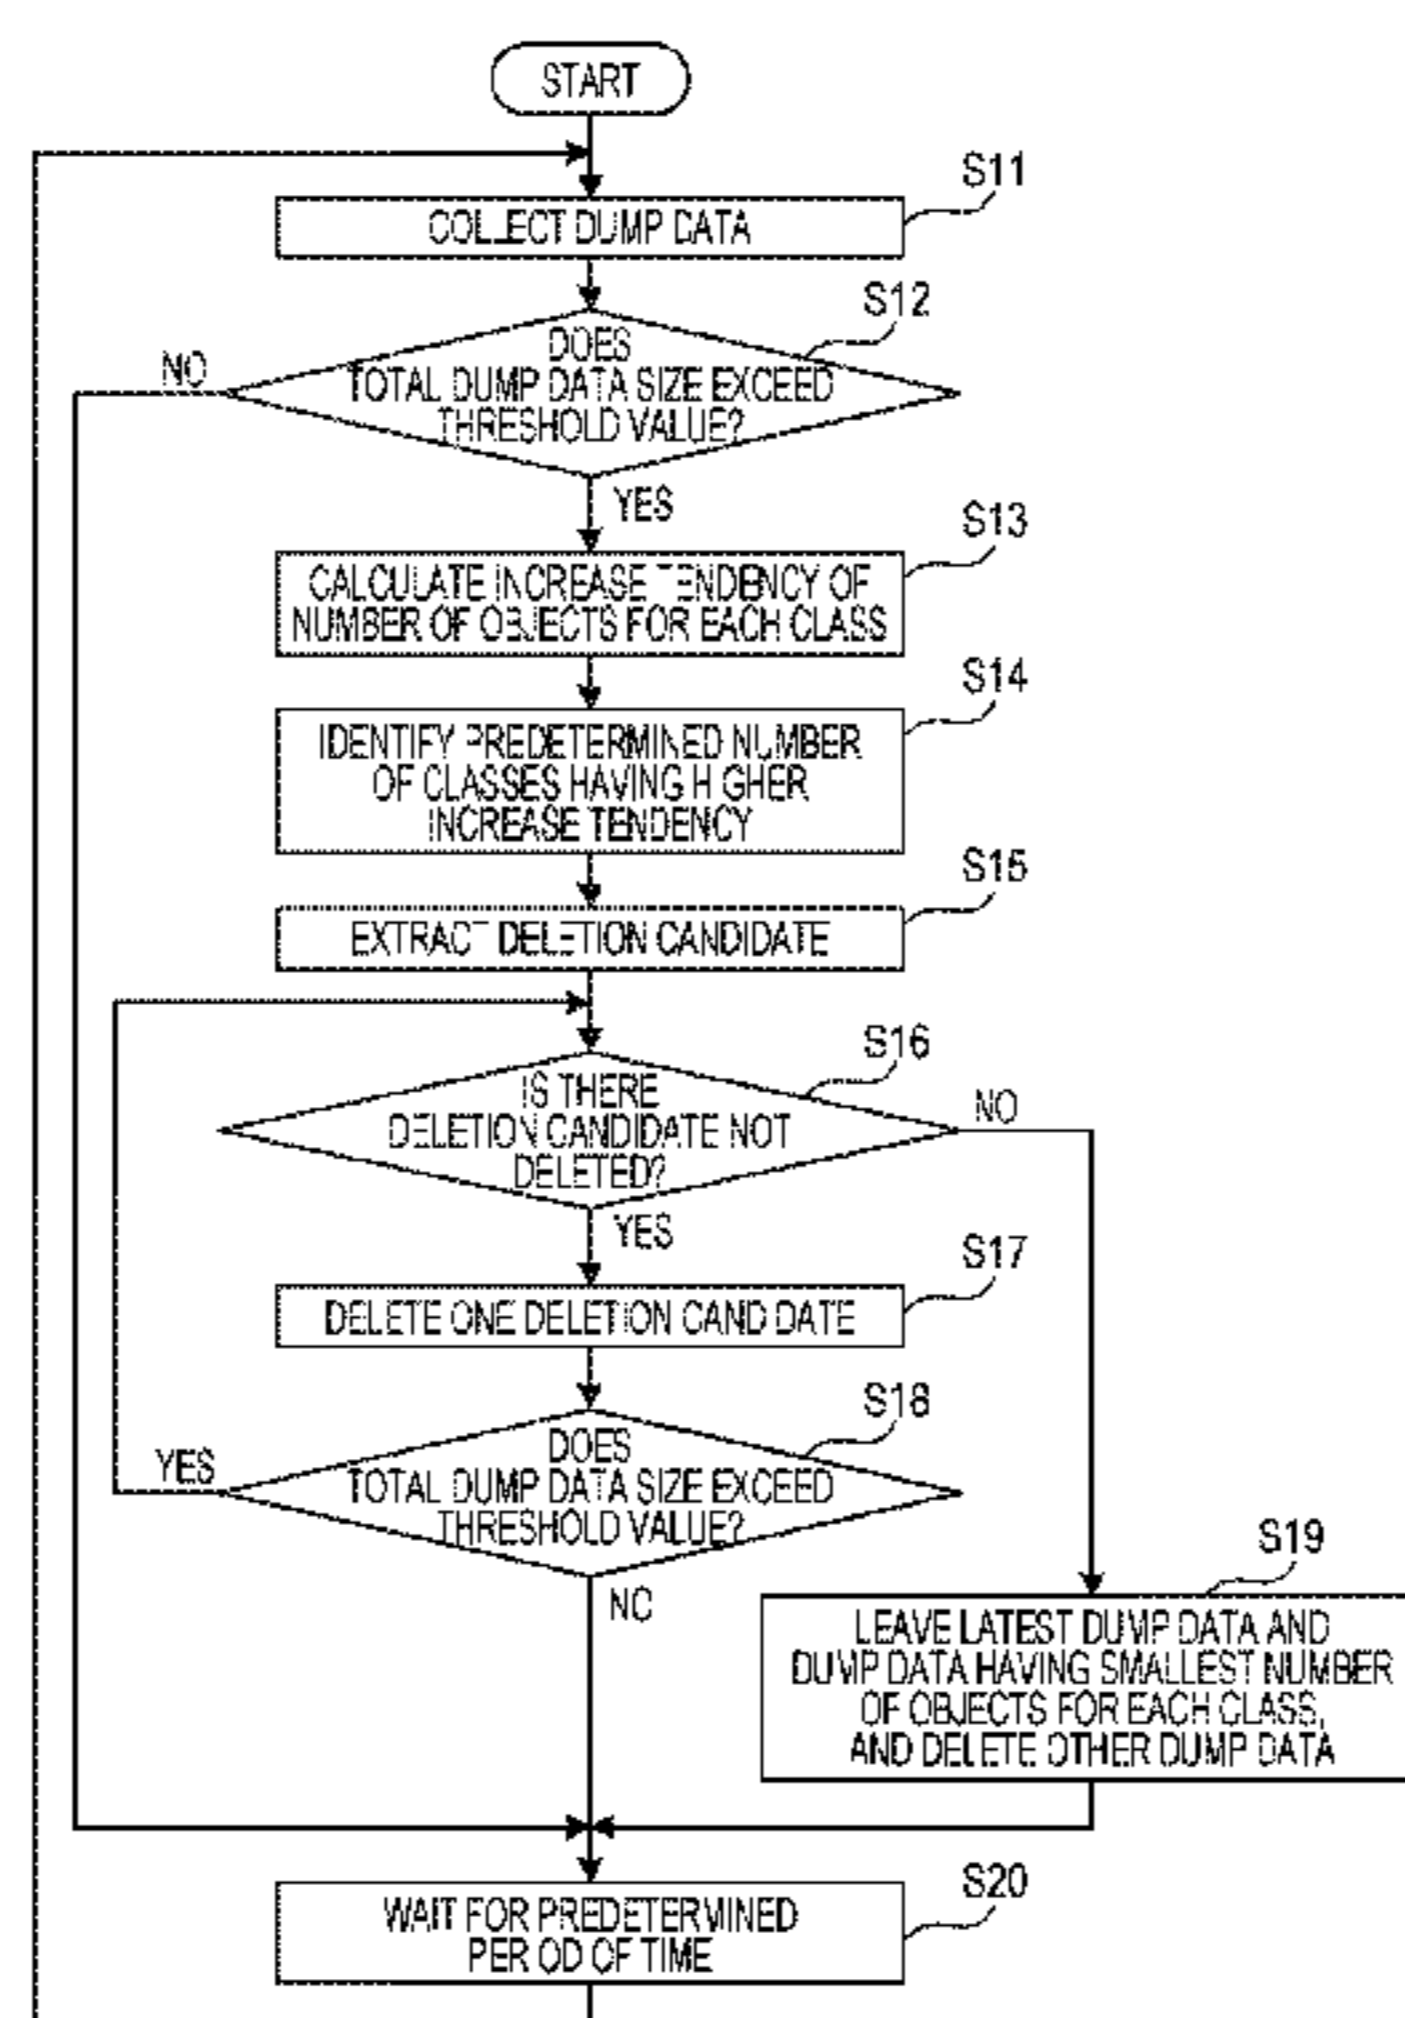 START
S11
COLLECT DUMP DATA
S12
DOES
TOTAL DUMP DATA SIZE EXCEED
THRESHOLD VALUE?
NO
YES
S13
CALCULATE INCREASE TENDENCY OF
NUMBER OF OBJECTS FOR EACH CLASS
S14
IDENTIFY PREDETERMINED NUMBER
OF CLASSES HAVING HIGHER
INCREASE TENDENCY
S15
EXTRACT DELETION CANDIDATE
S16
IS THERE
DELETION CANDIDATE NOT
DELETED?
NO
YES
S17
DELETE ONE DELETION CANDIDATE
S18
DOES
TOTAL DUMP DATA SIZE EXCEED
THRESHOLD VALUE?
YES
NO
S19
LEAVE LATEST DUMP DATA AND
DUMP DATA HAVING SMALLEST NUMBER
OF OBJECTS FOR EACH CLASS,
AND DELETE OTHER DUMP DATA
S20
WAIT FOR PREDETERMINED
PERIOD OF TIME